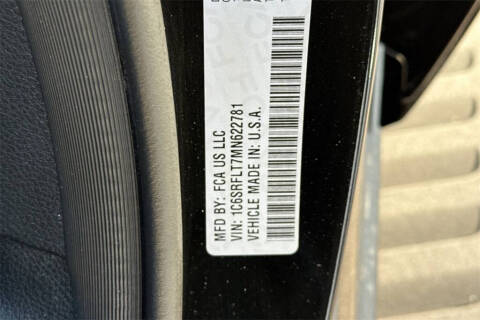 MFD BY: FCA US LLC
VIN: 1C6SRFLT7MN622781
VEHICLE MADE IN: U.S.A.